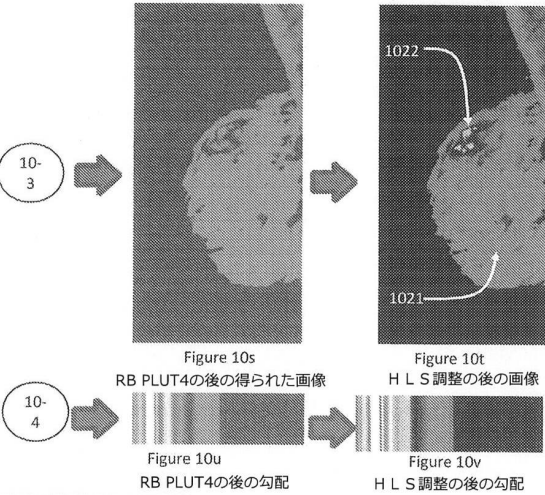 1022
10-
3
1021
Figure 10s
RB PLUT4の後の得られた画像
Figure 10t
ＨＬＳ調整の後の画像
10-
4
Figure 10u
RB PLUT4の後の勾配
Figure 10v
ＨＬＳ調整の後の勾配